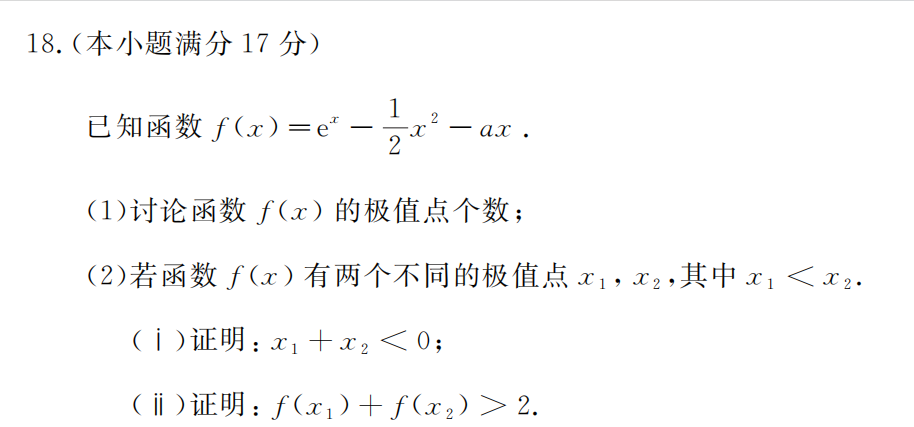 18.(本小题满分 17 分)
已知函数 f(x)=eˣ-\frac{1}{2}x²-ax.
(1)讨论函数 f(x)的极值点个数;
(2)若函数 f(x)有两个不同的极值点 x₁,x₂,其中 x₁<x₂.
(ⅰ)证明:x₁+x₂<0;
(ⅱ)证明:f(x₁)+f(x₂)>2.